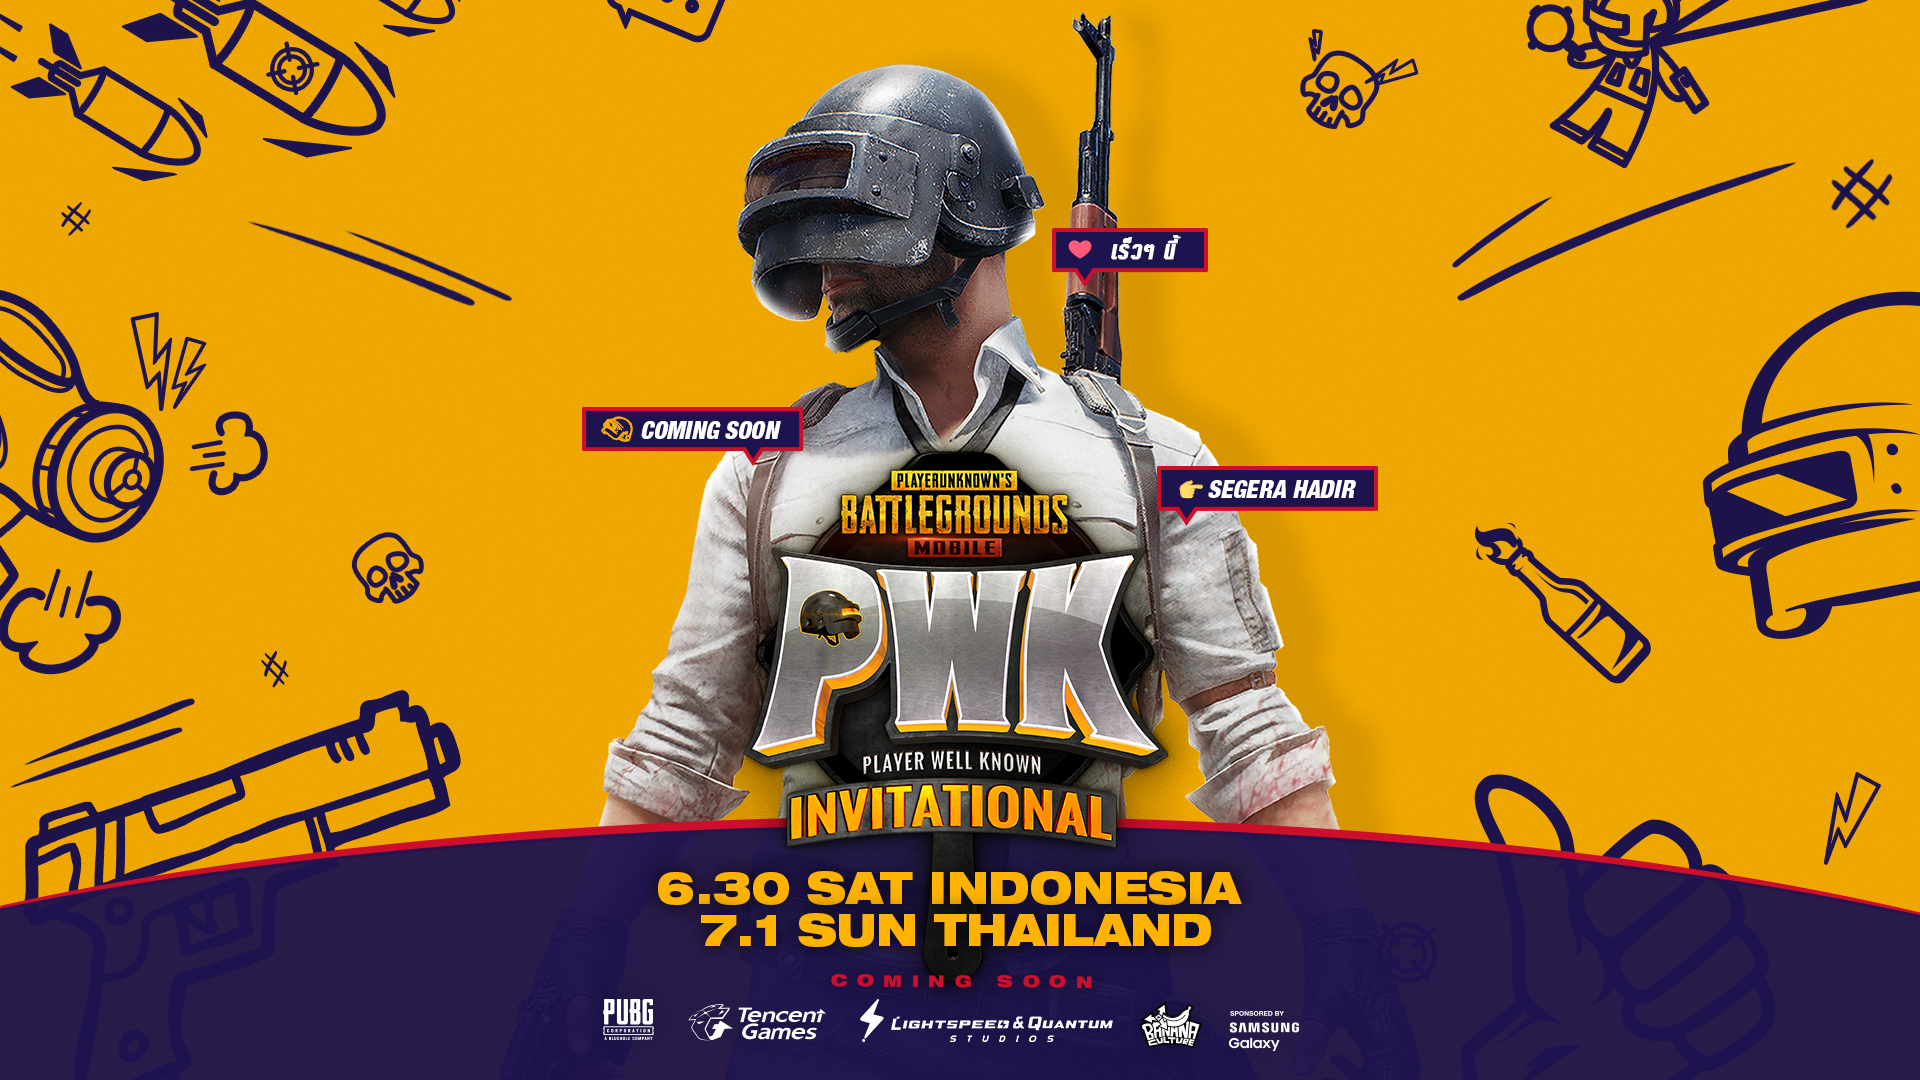 เร็วๆ นี้
COMING SOON
SEGERA HADIR
PLAYERUNKNOWN'S
BATTLEGROUNDS
MOBILE
PWK
PLAYER WELL KNOWN
INVITATIONAL
6.30 SAT INDONESIA
7.1 SUN THAILAND
COMING SOON
PUBG
CORPORATION
A BLUEHOLE COMPANY
Tencent
Games
LIGHTSPEED & QUANTUM
STUDIOS
BANANA
CULTURE
SPONSORED BY
SAMSUNG
Galaxy